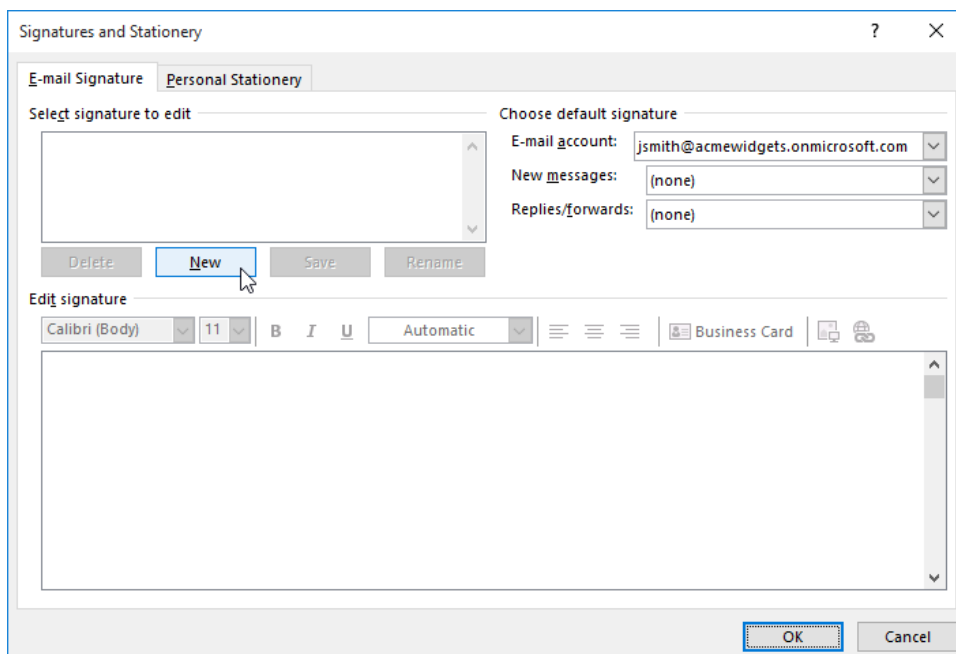 Signatures and Stationery ?
E-mail Signature Personal Stationery
Select signature to edit
Choose default signature
E-mail account: jsmith@acmewidgets.onmicrosoft.com
New messages: (none)
Replies/forwards: (none)
Delete New Save Rename
Edit signature
Calibri (Body) 11 B I U Automatic Business Card
OK Cancel